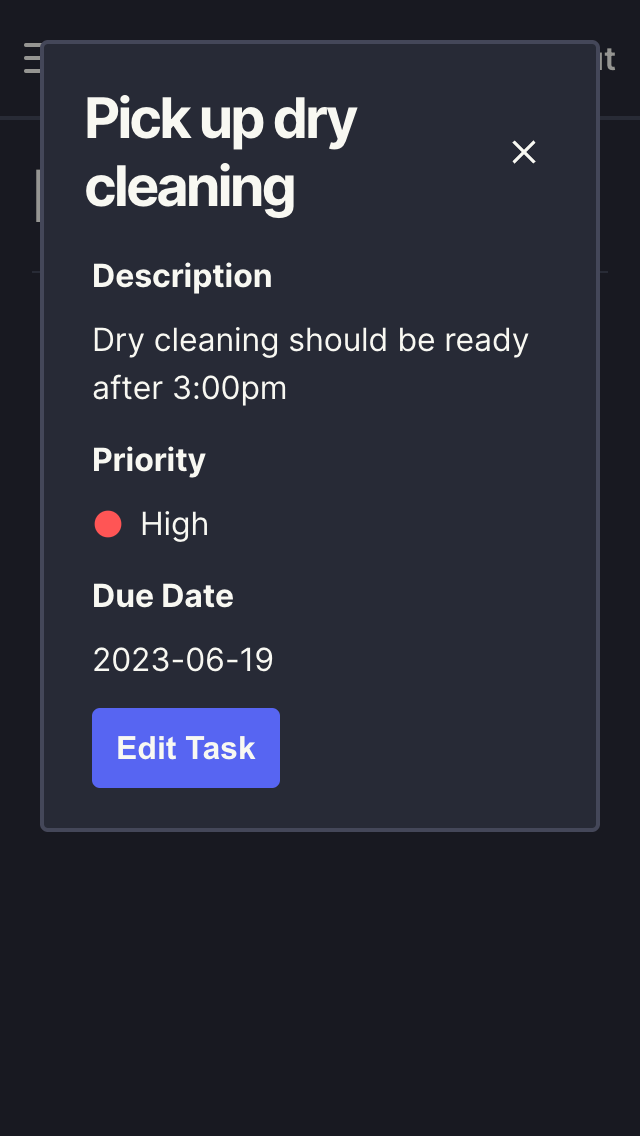 Pick up dry
cleaning
Description
Dry cleaning should be ready
after 3:00pm
Priority
High
Due Date
2023-06-19
Edit Task